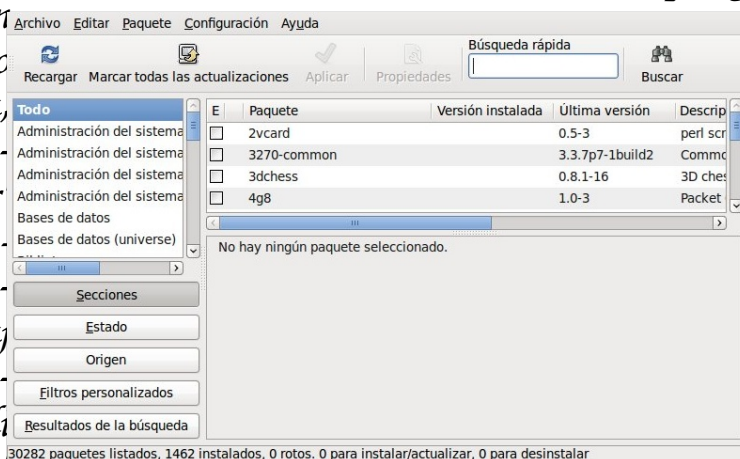 Archivo Editar Paquete Configuración Ayuda
Búsqueda rápida
Recargar Marcar todas las actualizaciones Aplicar Propiedades Buscar
Todo
Administración del sistema
Administración del sistema
Administración del sistema
Administración del sistema
Bases de datos
Bases de datos (universe)
E Paquete Versión instalada Última versión Descrip
2vcard 0.5-3 perl scr
3270-common 3.3.7p7-1build2 Commo
3dchess 0.8.1-16 3D ches
4g8 1.0-3 Packet
No hay ningún paquete seleccionado.
Secciones
Estado
Origen
Filtros personalizados
Resultados de la búsqueda
30282 paquetes listados, 1462 instalados, 0 rotos. 0 para instalar/actualizar, 0 para desinstalar